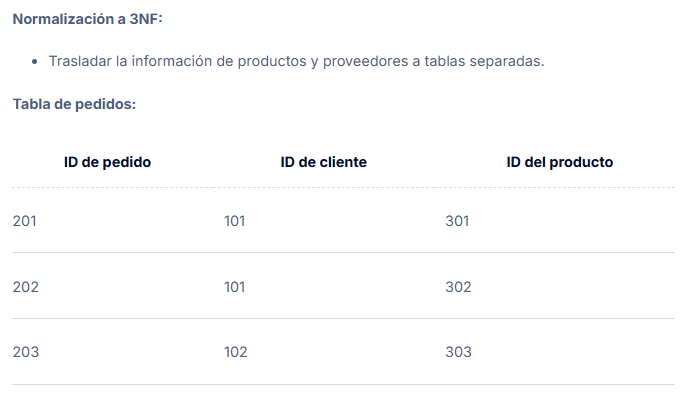 Normalización a 3NF:
• Trasladar la información de productos y proveedores a tablas separadas.
Tabla de pedidos:
ID de pedido ID de cliente ID del producto
201 101 301
202 101 302
203 102 303